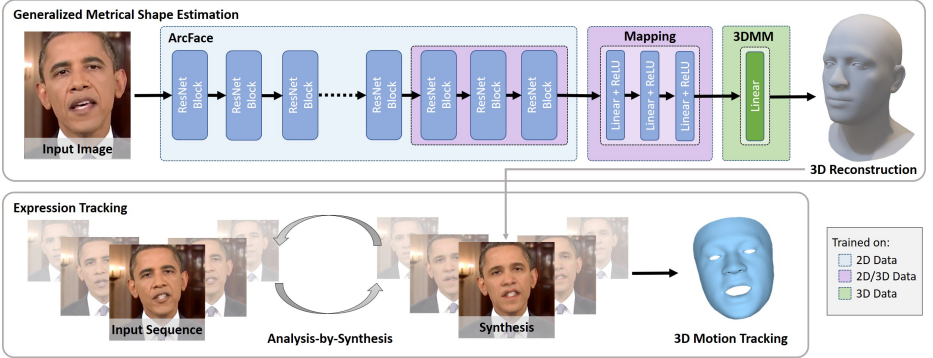 Generalized Metrical Shape Estimation
ArcFace
Mapping
3DMM
ResNet
Block
ResNet
Block
ResNet
Block
ResNet
Block
ResNet
Block
ResNet
Block
ResNet
Block
Linear + ReLU
Linear + ReLU
Linear + ReLU
Linear
Input Image
3D Reconstruction
Expression Tracking
Input Sequence
Analysis-by-Synthesis
Synthesis
3D Motion Tracking
Trained on:
2D Data
2D/3D Data
3D Data